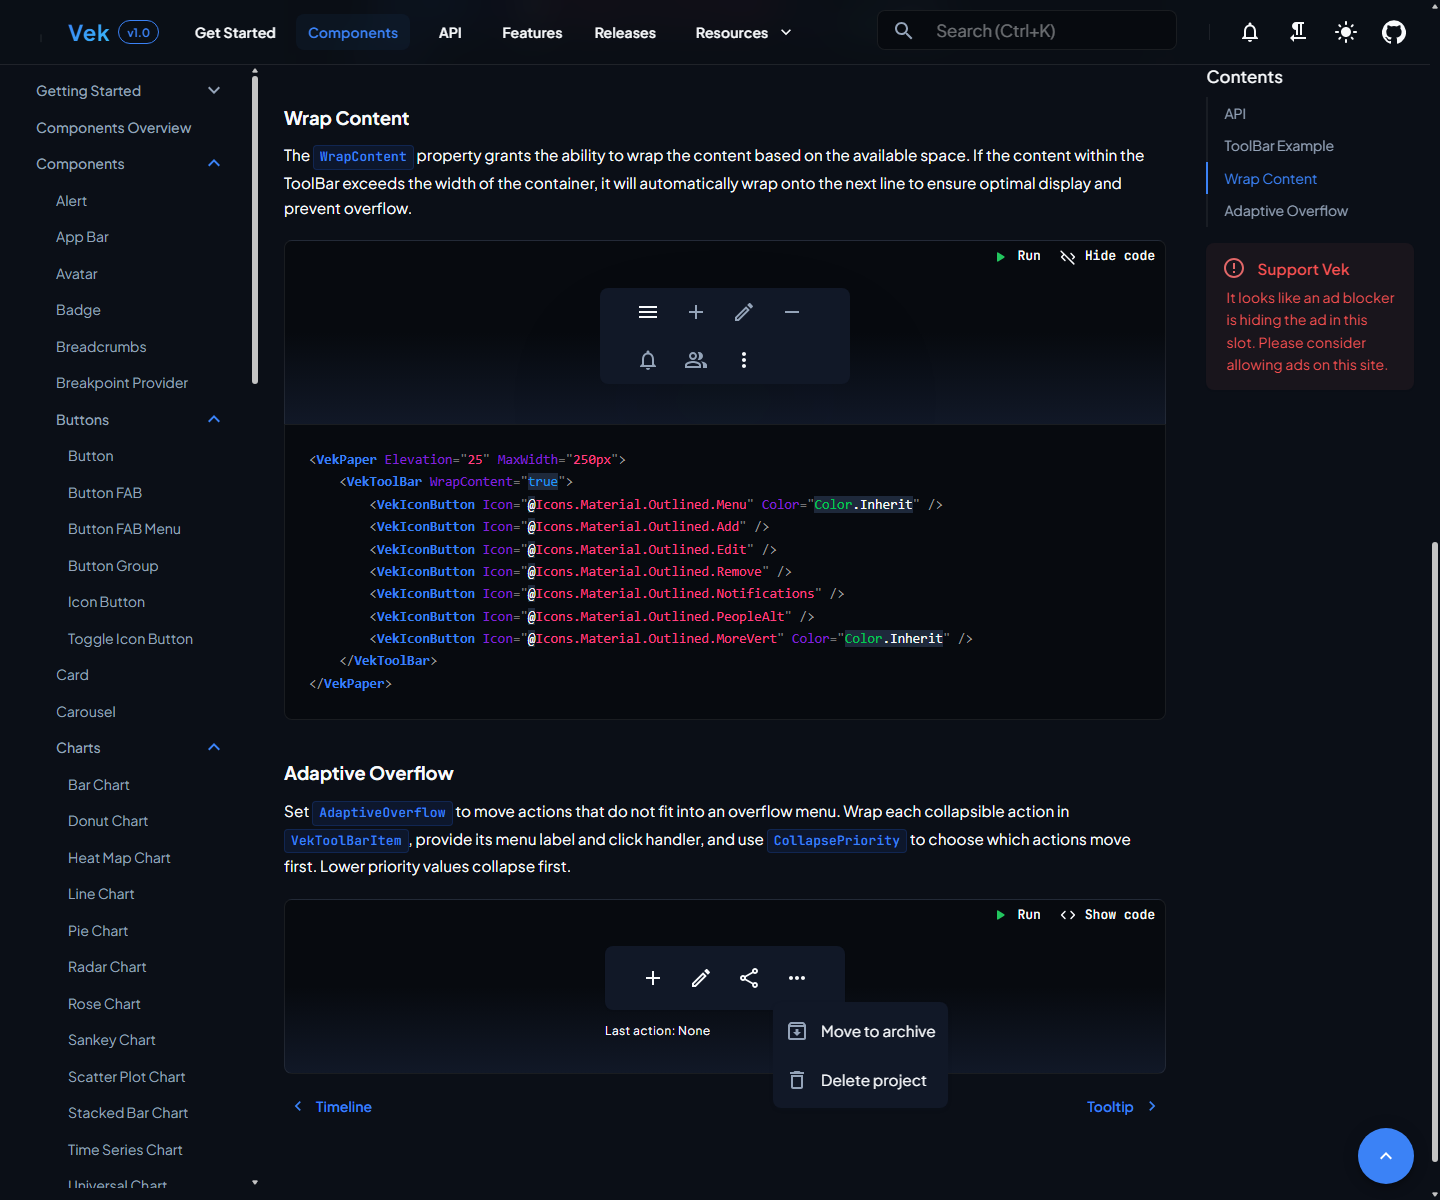 Vek v1.0 Get Started Components API Features Releases Resources Search (Ctrl+K)
Getting Started
Components Overview
Components
Alert
App Bar
Avatar
Badge
Breadcrumbs
Breakpoint Provider
Buttons
Button
Button FAB
Button FAB Menu
Button Group
Icon Button
Toggle Icon Button
Card
Carousel
Charts
Bar Chart
Donut Chart
Heat Map Chart
Line Chart
Pie Chart
Radar Chart
Rose Chart
Sankey Chart
Scatter Plot Chart
Stacked Bar Chart
Time Series Chart
Universal Chart
Wrap Content
The WrapContent property grants the ability to wrap the content based on the available space. If the content within the
ToolBar exceeds the width of the container, it will automatically wrap onto the next line to ensure optimal display and
prevent overflow.
Run Hide code
<VekPaper Elevation="25" MaxWidth="250px">
<VekToolBar WrapContent="true">
<VekIconButton Icon="@Icons.Material.Outlined.Menu" Color="Color.Inherit" />
<VekIconButton Icon="@Icons.Material.Outlined.Add" />
<VekIconButton Icon="@Icons.Material.Outlined.Edit" />
<VekIconButton Icon="@Icons.Material.Outlined.Remove" />
<VekIconButton Icon="@Icons.Material.Outlined.Notifications" />
<VekIconButton Icon="@Icons.Material.Outlined.PeopleAlt" />
<VekIconButton Icon="@Icons.Material.Outlined.MoreVert" Color="Color.Inherit" />
</VekToolBar>
</VekPaper>
Adaptive Overflow
Set AdaptiveOverflow to move actions that do not fit into an overflow menu. Wrap each collapsible action in
VekToolBarItem, provide its menu label and click handler, and use CollapsePriority to choose which actions move
first. Lower priority values collapse first.
Run Show code
Last action: None
Move to archive
Delete project
Timeline
Tooltip
Contents
API
ToolBar Example
Wrap Content
Adaptive Overflow
Support Vek
It looks like an ad blocker
is hiding the ad in this
slot. Please consider
allowing ads on this site.